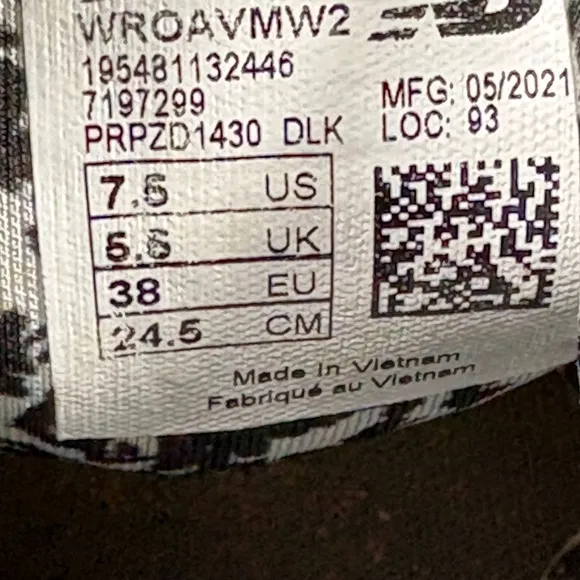 WROAVMW2
195481132446
7197299
PRPZD1430 DLK
MFG: 05/2021
LOC: 93
7.5 US
5.5 UK
38 EU
24.5 CM
Made in Vietnam
Fabriqué au Vietnam